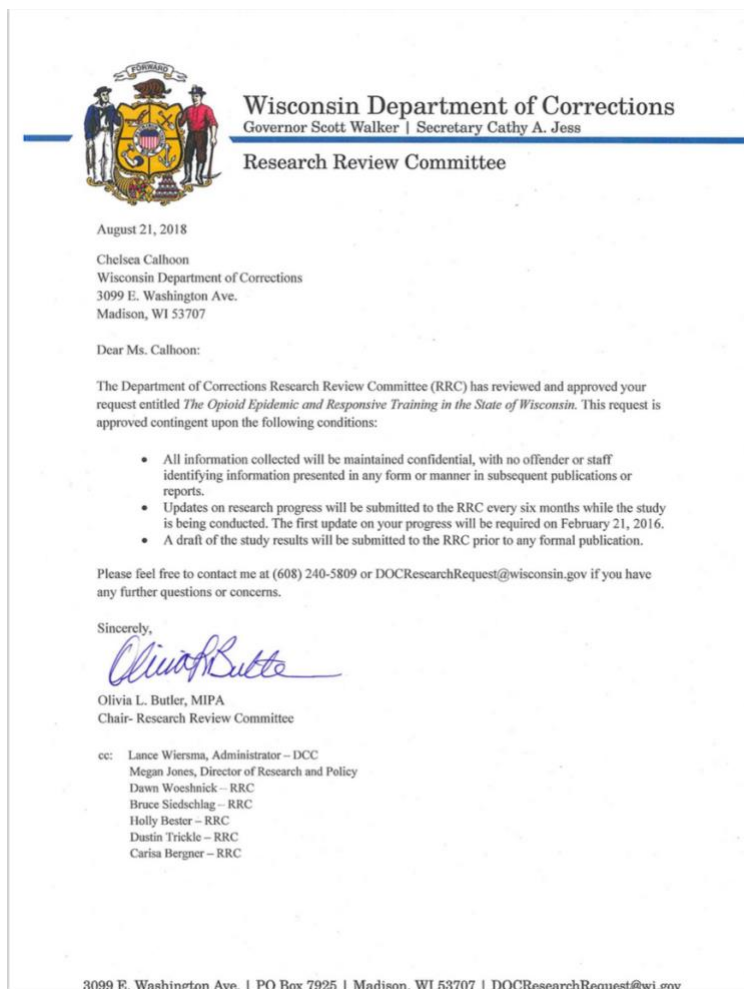 FORWARD
Wisconsin Department of Corrections
Governor Scott Walker | Secretary Cathy A. Jess
Research Review Committee
August 21, 2018
Chelsea Calhoon
Wisconsin Department of Corrections
3099 E. Washington Ave.
Madison, WI 53707
Dear Ms. Calhoon:
The Department of Corrections Research Review Committee (RRC) has reviewed and approved your
request entitled The Opioid Epidemic and Responsive Training in the State of Wisconsin. This request is
approved contingent upon the following conditions:
• All information collected will be maintained confidential, with no offender or staff
identifying information presented in any form or manner in subsequent publications or
reports.
• Updates on research progress will be submitted to the RRC every six months while the study
is being conducted. The first update on your progress will be required on February 21, 2016.
• A draft of the study results will be submitted to the RRC prior to any formal publication.
Please feel free to contact me at (608) 240-5809 or DOCResearchRequest@wisconsin.gov if you have
any further questions or concerns.
Sincerely,
Olivia L. Butler, MIPA
Chair- Research Review Committee
cc: Lance Wiersma, Administrator – DCC
Megan Jones, Director of Research and Policy
Dawn Woeshnick – RRC
Bruce Siedschlag – RRC
Holly Bester – RRC
Dustin Trickle – RRC
Carisa Bergner – RRC
3099 E. Washington Ave. | PO Box 7925 | Madison, WI 53707 | DOCResearchRequest@wi.gov